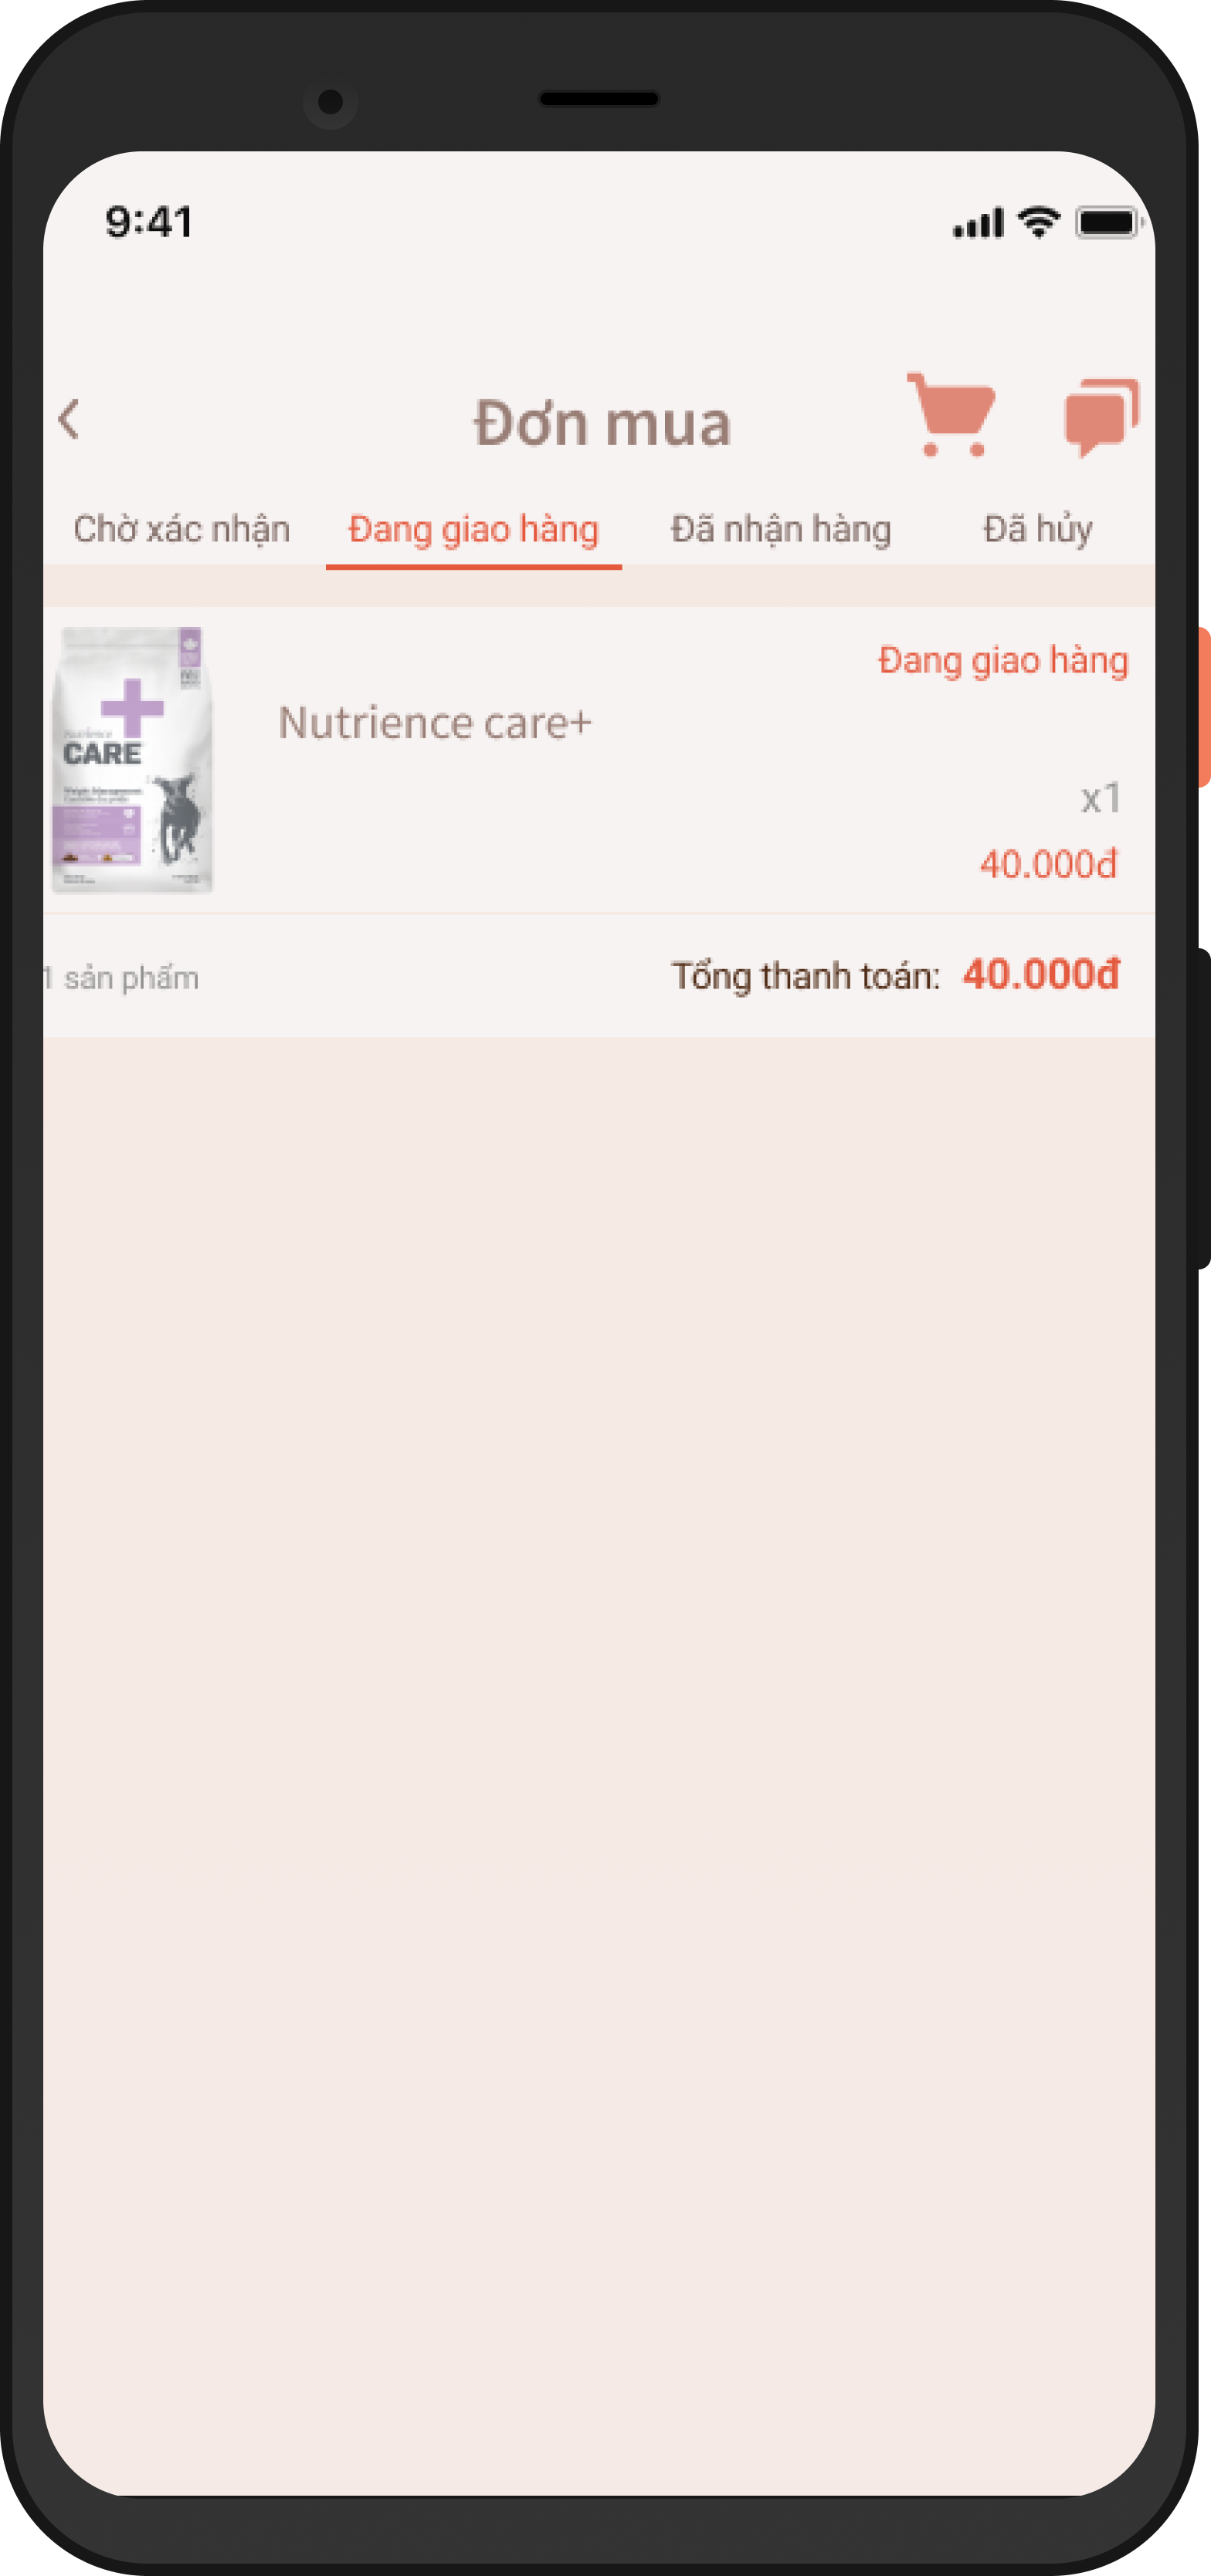 9:41
Đơn mua
Chờ xác nhận Đang giao hàng Đã nhận hàng Đã hủy
Đang giao hàng
Nutrience care+
CARE
x1
40.000đ
1 sản phẩm Tổng thanh toán: 40.000đ